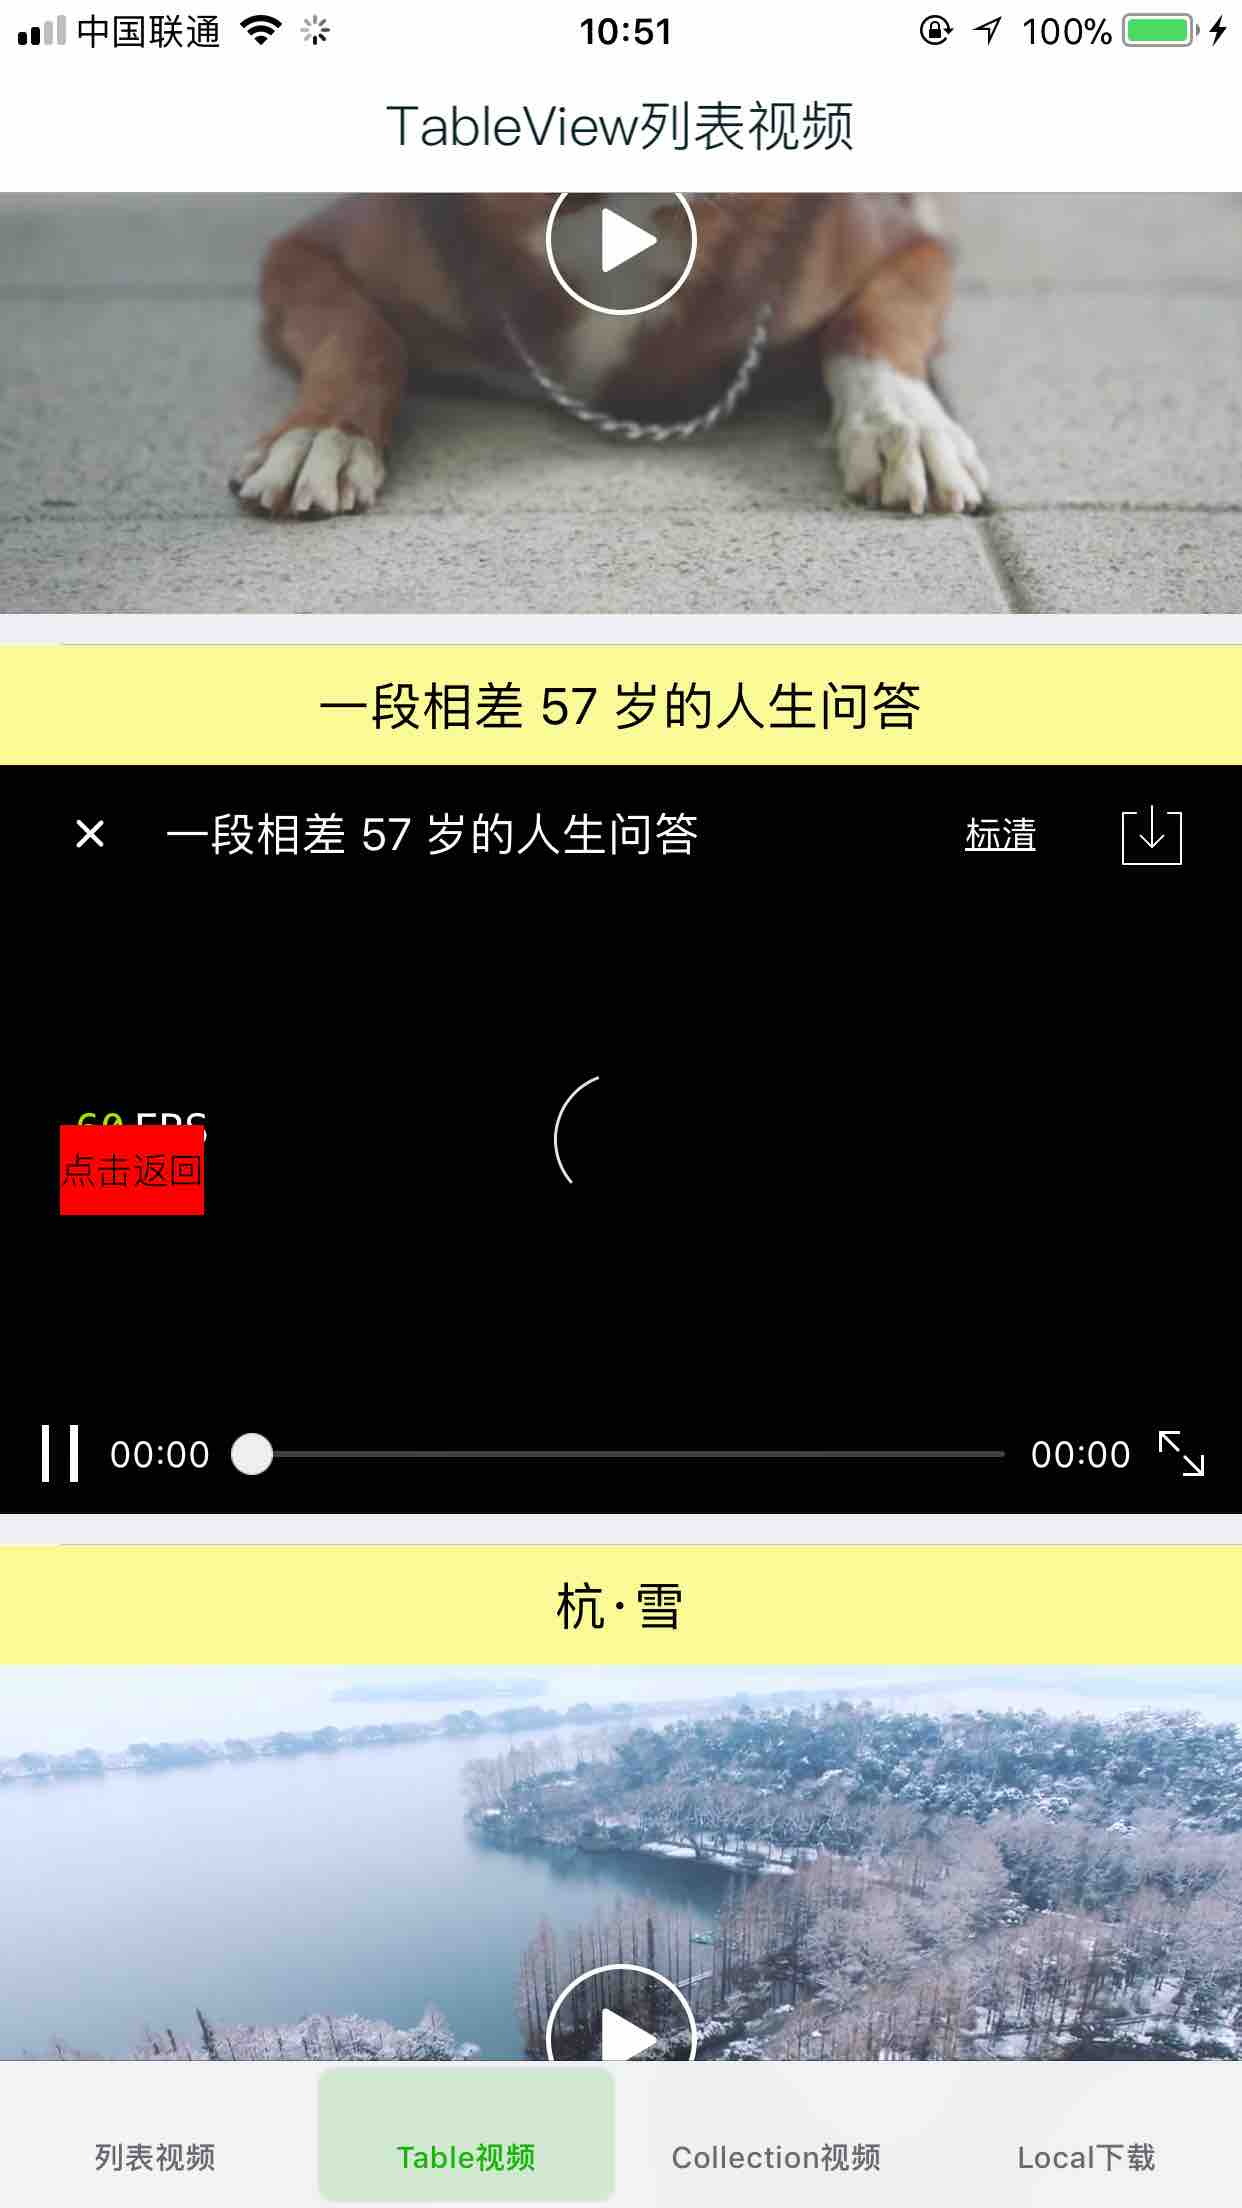 中国联通 10:51 100%
TableView列表视频
一段相差 57 岁的人生问答
一段相差 57 岁的人生问答 标清
60 FPS
点击返回
00:00 00:00
杭·雪
列表视频 Table视频 Collection视频 Local下载